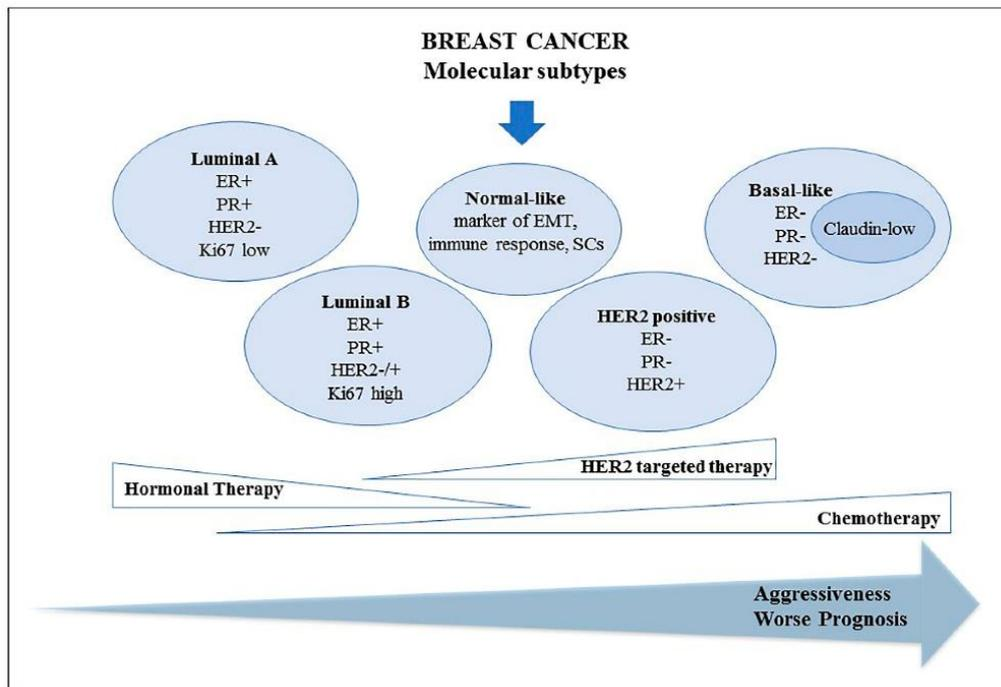 BREAST CANCER
Molecular subtypes
Luminal A
ER+
PR+
HER2-
Ki67 low
Normal-like
marker of EMT,
immune response, SCs
Basal-like
ER-
PR-
HER2-
Claudin-low
Luminal B
ER+
PR+
HER2-/+
Ki67 high
HER2 positive
ER-
PR-
HER2+
HER2 targeted therapy
Hormonal Therapy
Chemotherapy
Aggressiveness
Worse Prognosis